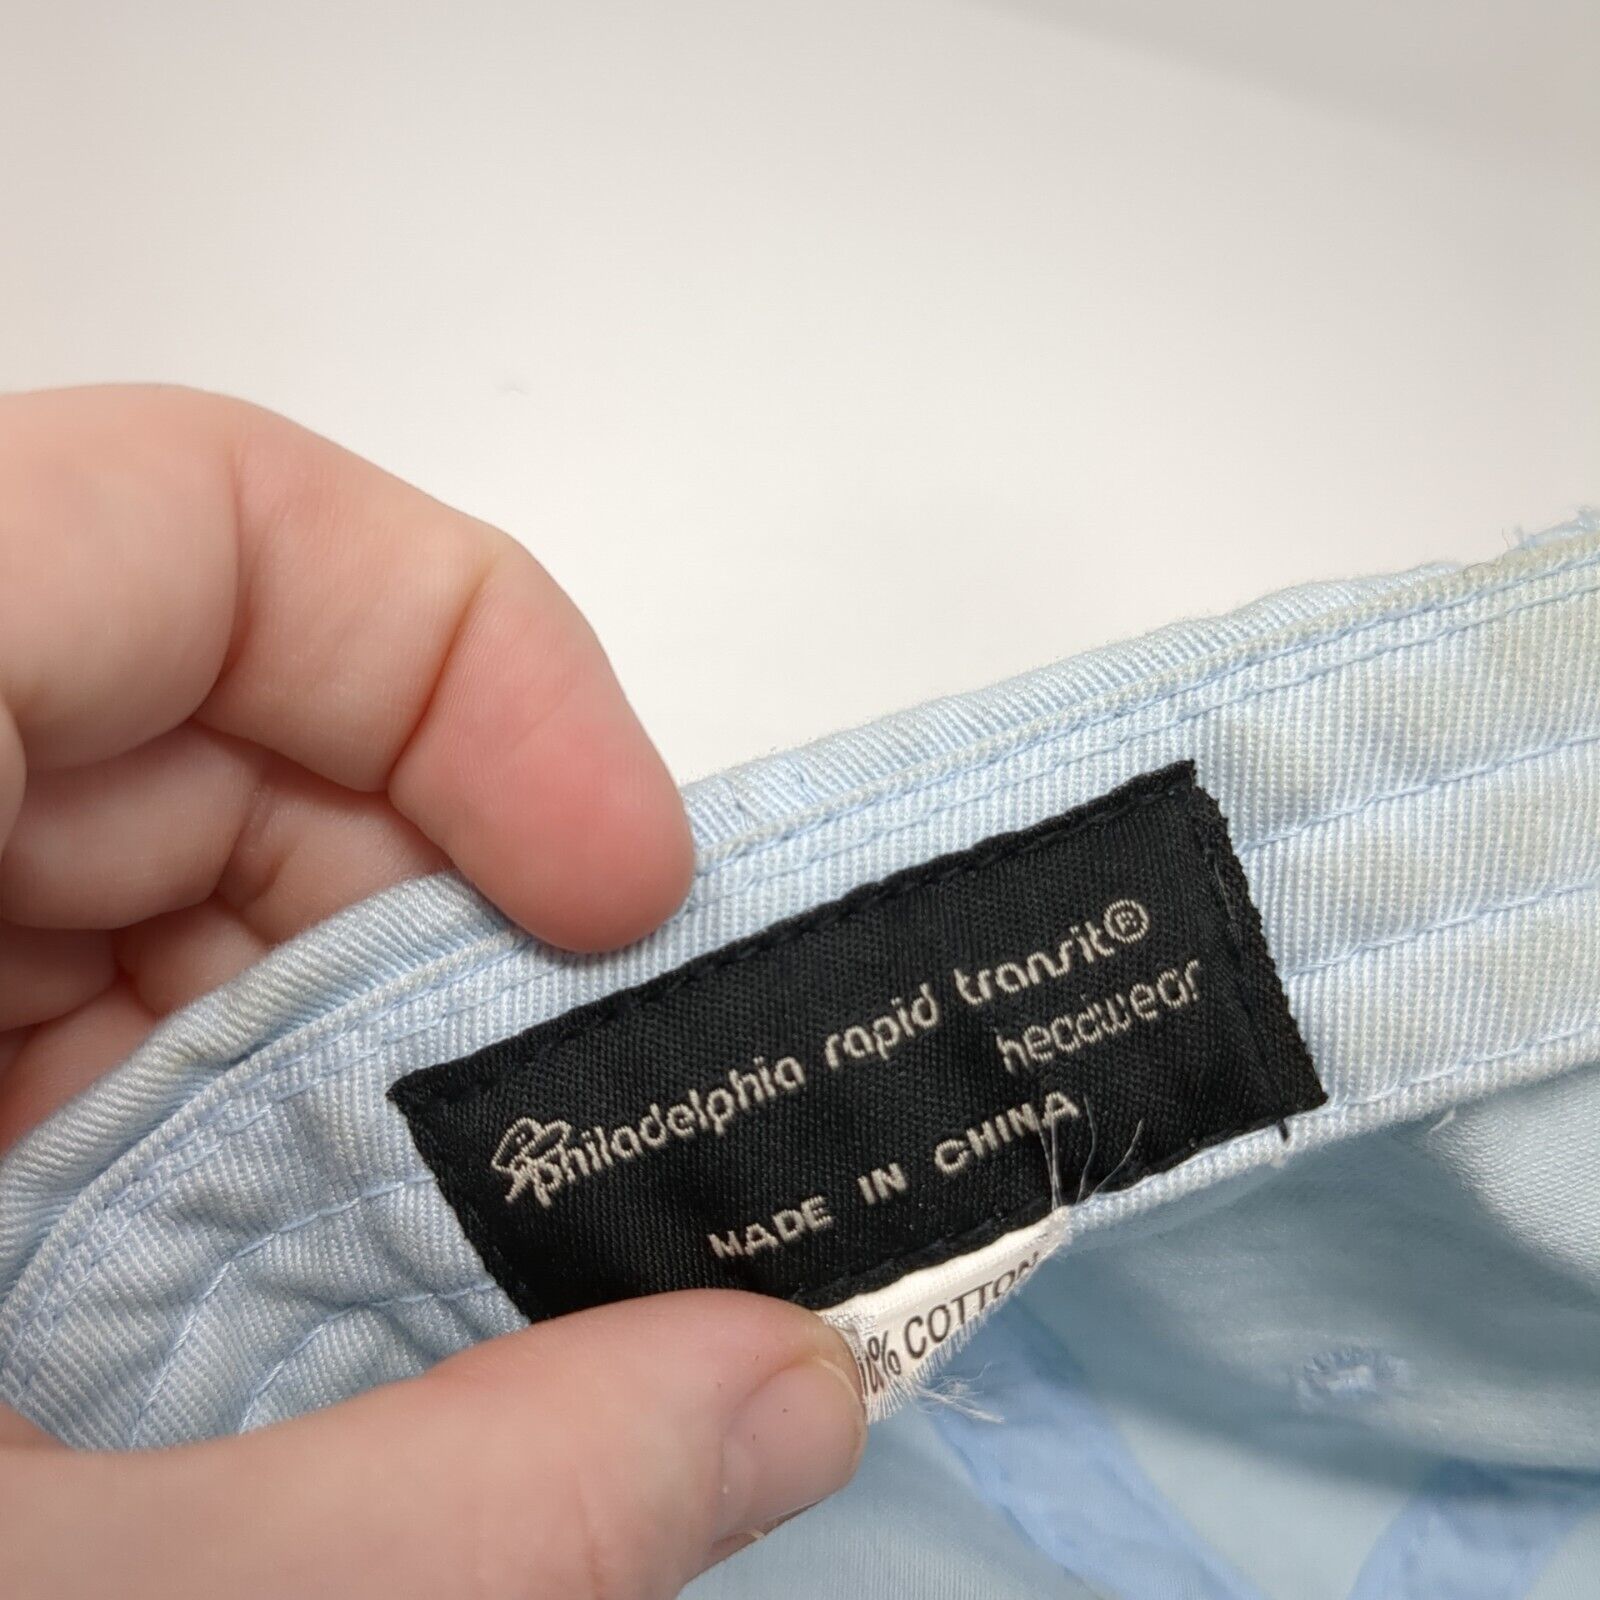 philadelphia rapid transit®
headwear
MADE IN CHINA
% COTTON